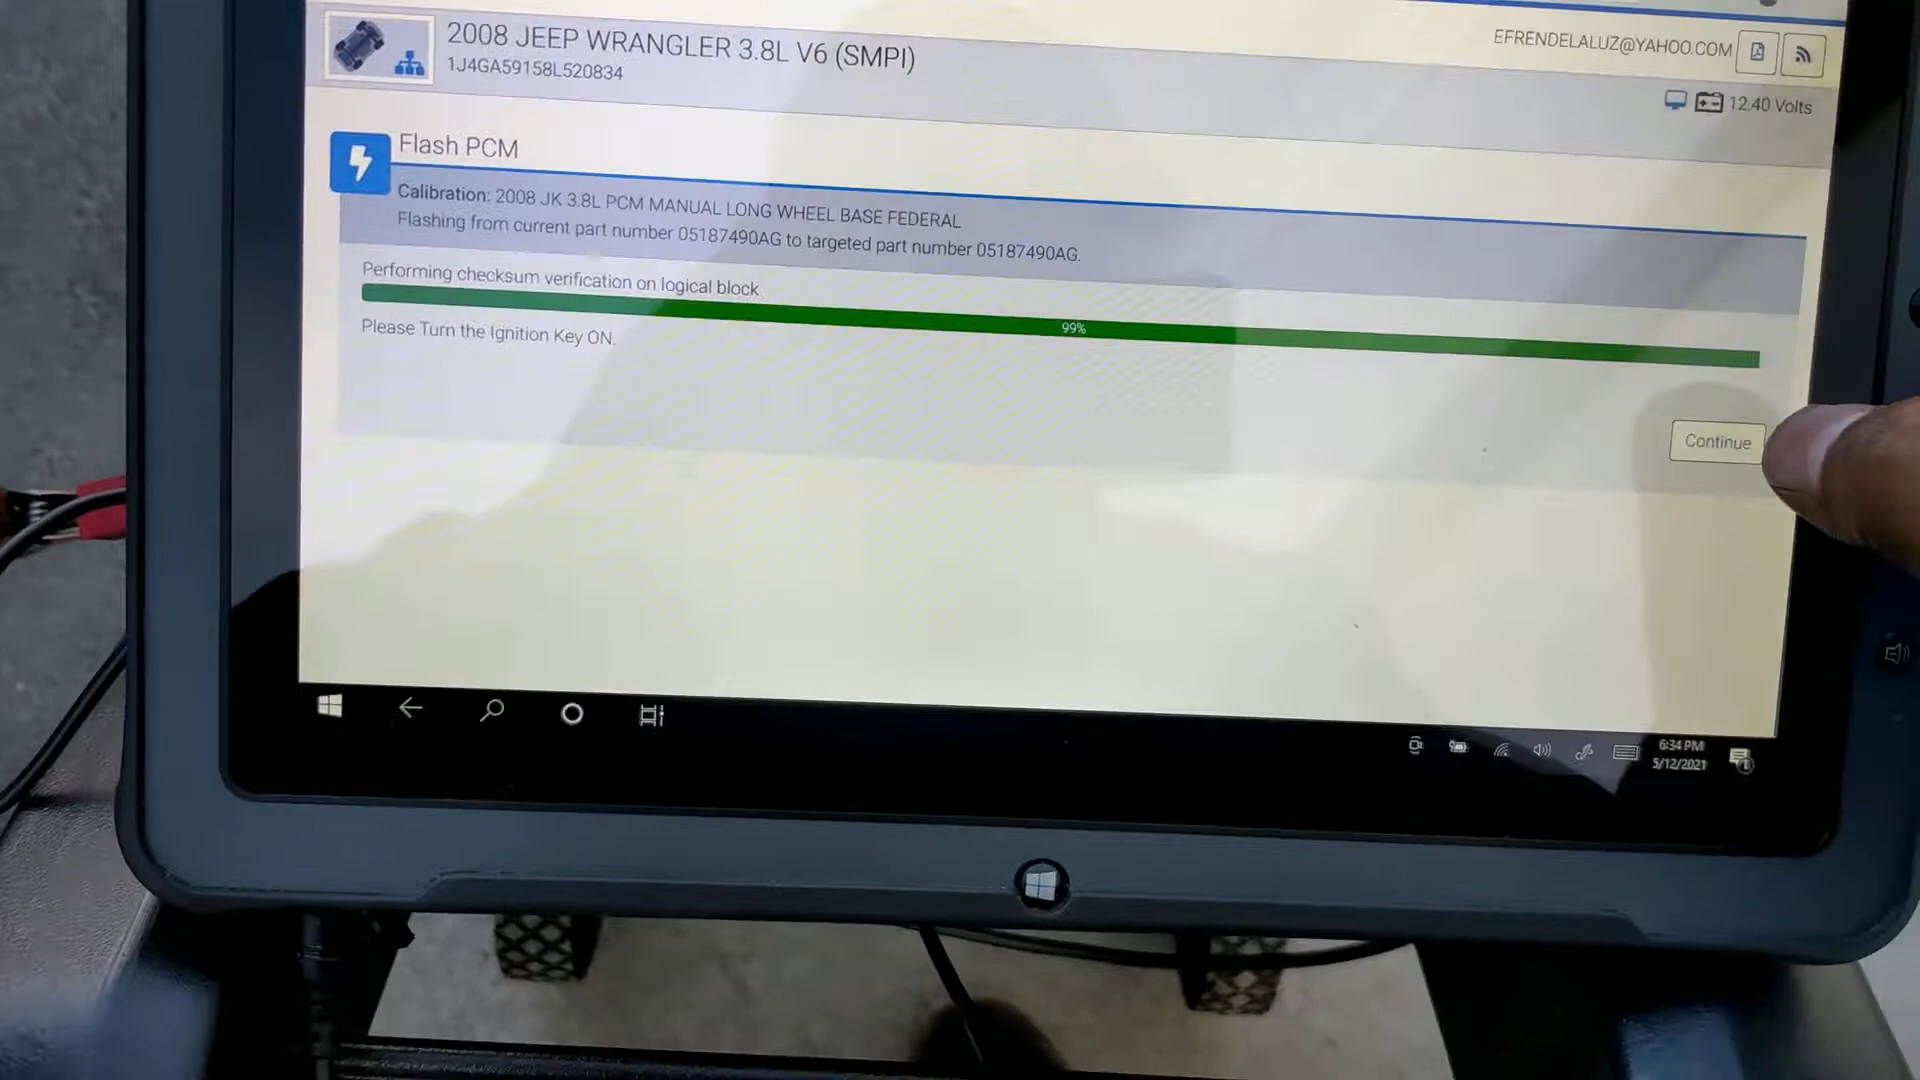 2008 JEEP WRANGLER 3.8L V6 (SMPI)
1J4GA59158L520834
EFRENDELALUZ@YAHOO.COM
12.40 Volts
Flash PCM
Calibration: 2008 JK 3.8L PCM MANUAL LONG WHEEL BASE FEDERAL
Flashing from current part number 05187490AG to targeted part number 05187490AG.
Performing checksum verification on logical block
99%
Please Turn the Ignition Key ON.
Continue
6:34 PM
5/12/2021
1